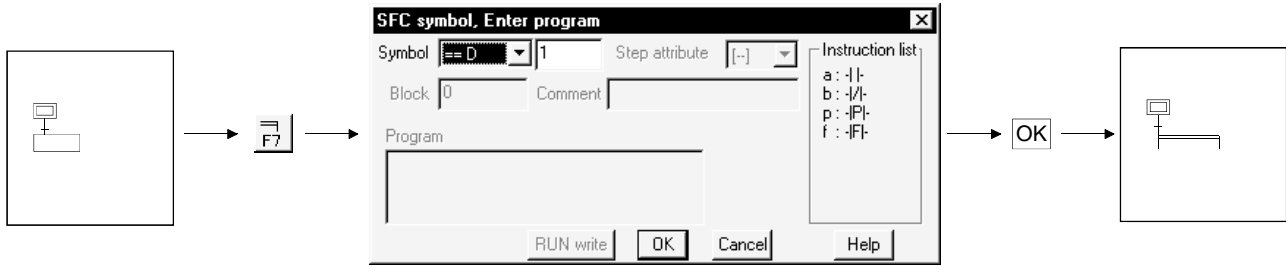 SFC symbol, Enter program
Symbol == D 1 Step attribute [--]
Block 0 Comment
Program
Instruction list
a : -| |-
b : -|/|-
p : -|P|-
f : -|F|-
RUN write OK Cancel Help
F7
OK